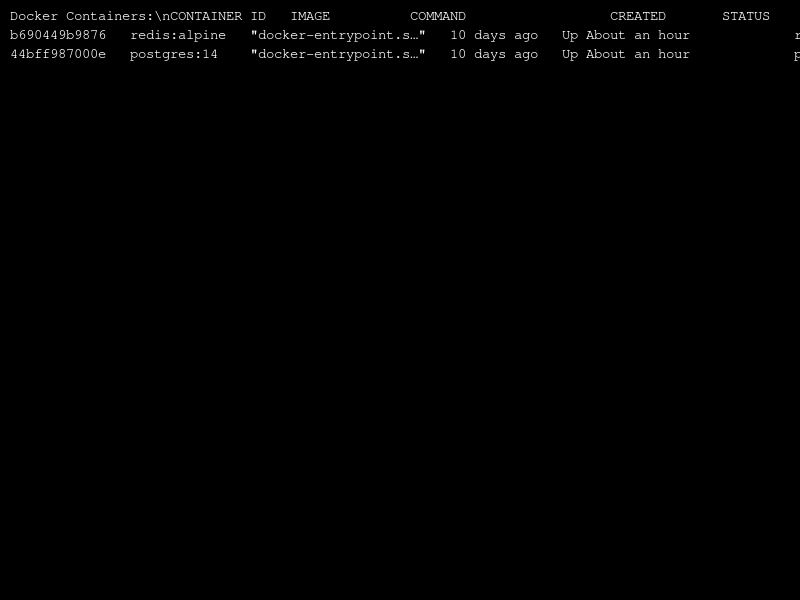 Docker Containers:\nCONTAINER ID   IMAGE          COMMAND                  CREATED       STATUS
b690449b9876   redis:alpine   "docker-entrypoint.s…"   10 days ago   Up About an hour             r
44bff987000e   postgres:14    "docker-entrypoint.s…"   10 days ago   Up About an hour             p